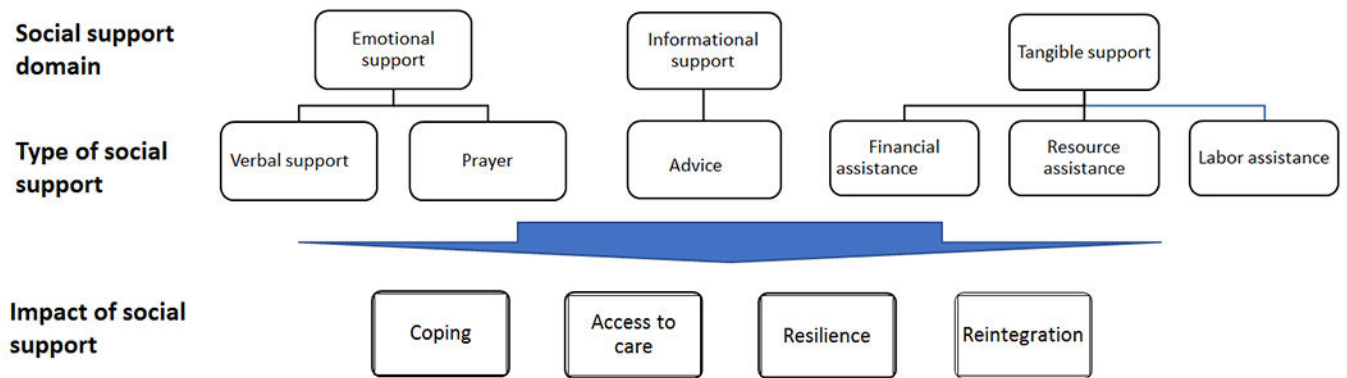 Social support
domain
Emotional
support
Informational
support
Tangible support
Type of social
support
Verbal support
Prayer
Advice
Financial
assistance
Resource
assistance
Labor assistance
Impact of social
support
Coping
Access to
care
Resilience
Reintegration